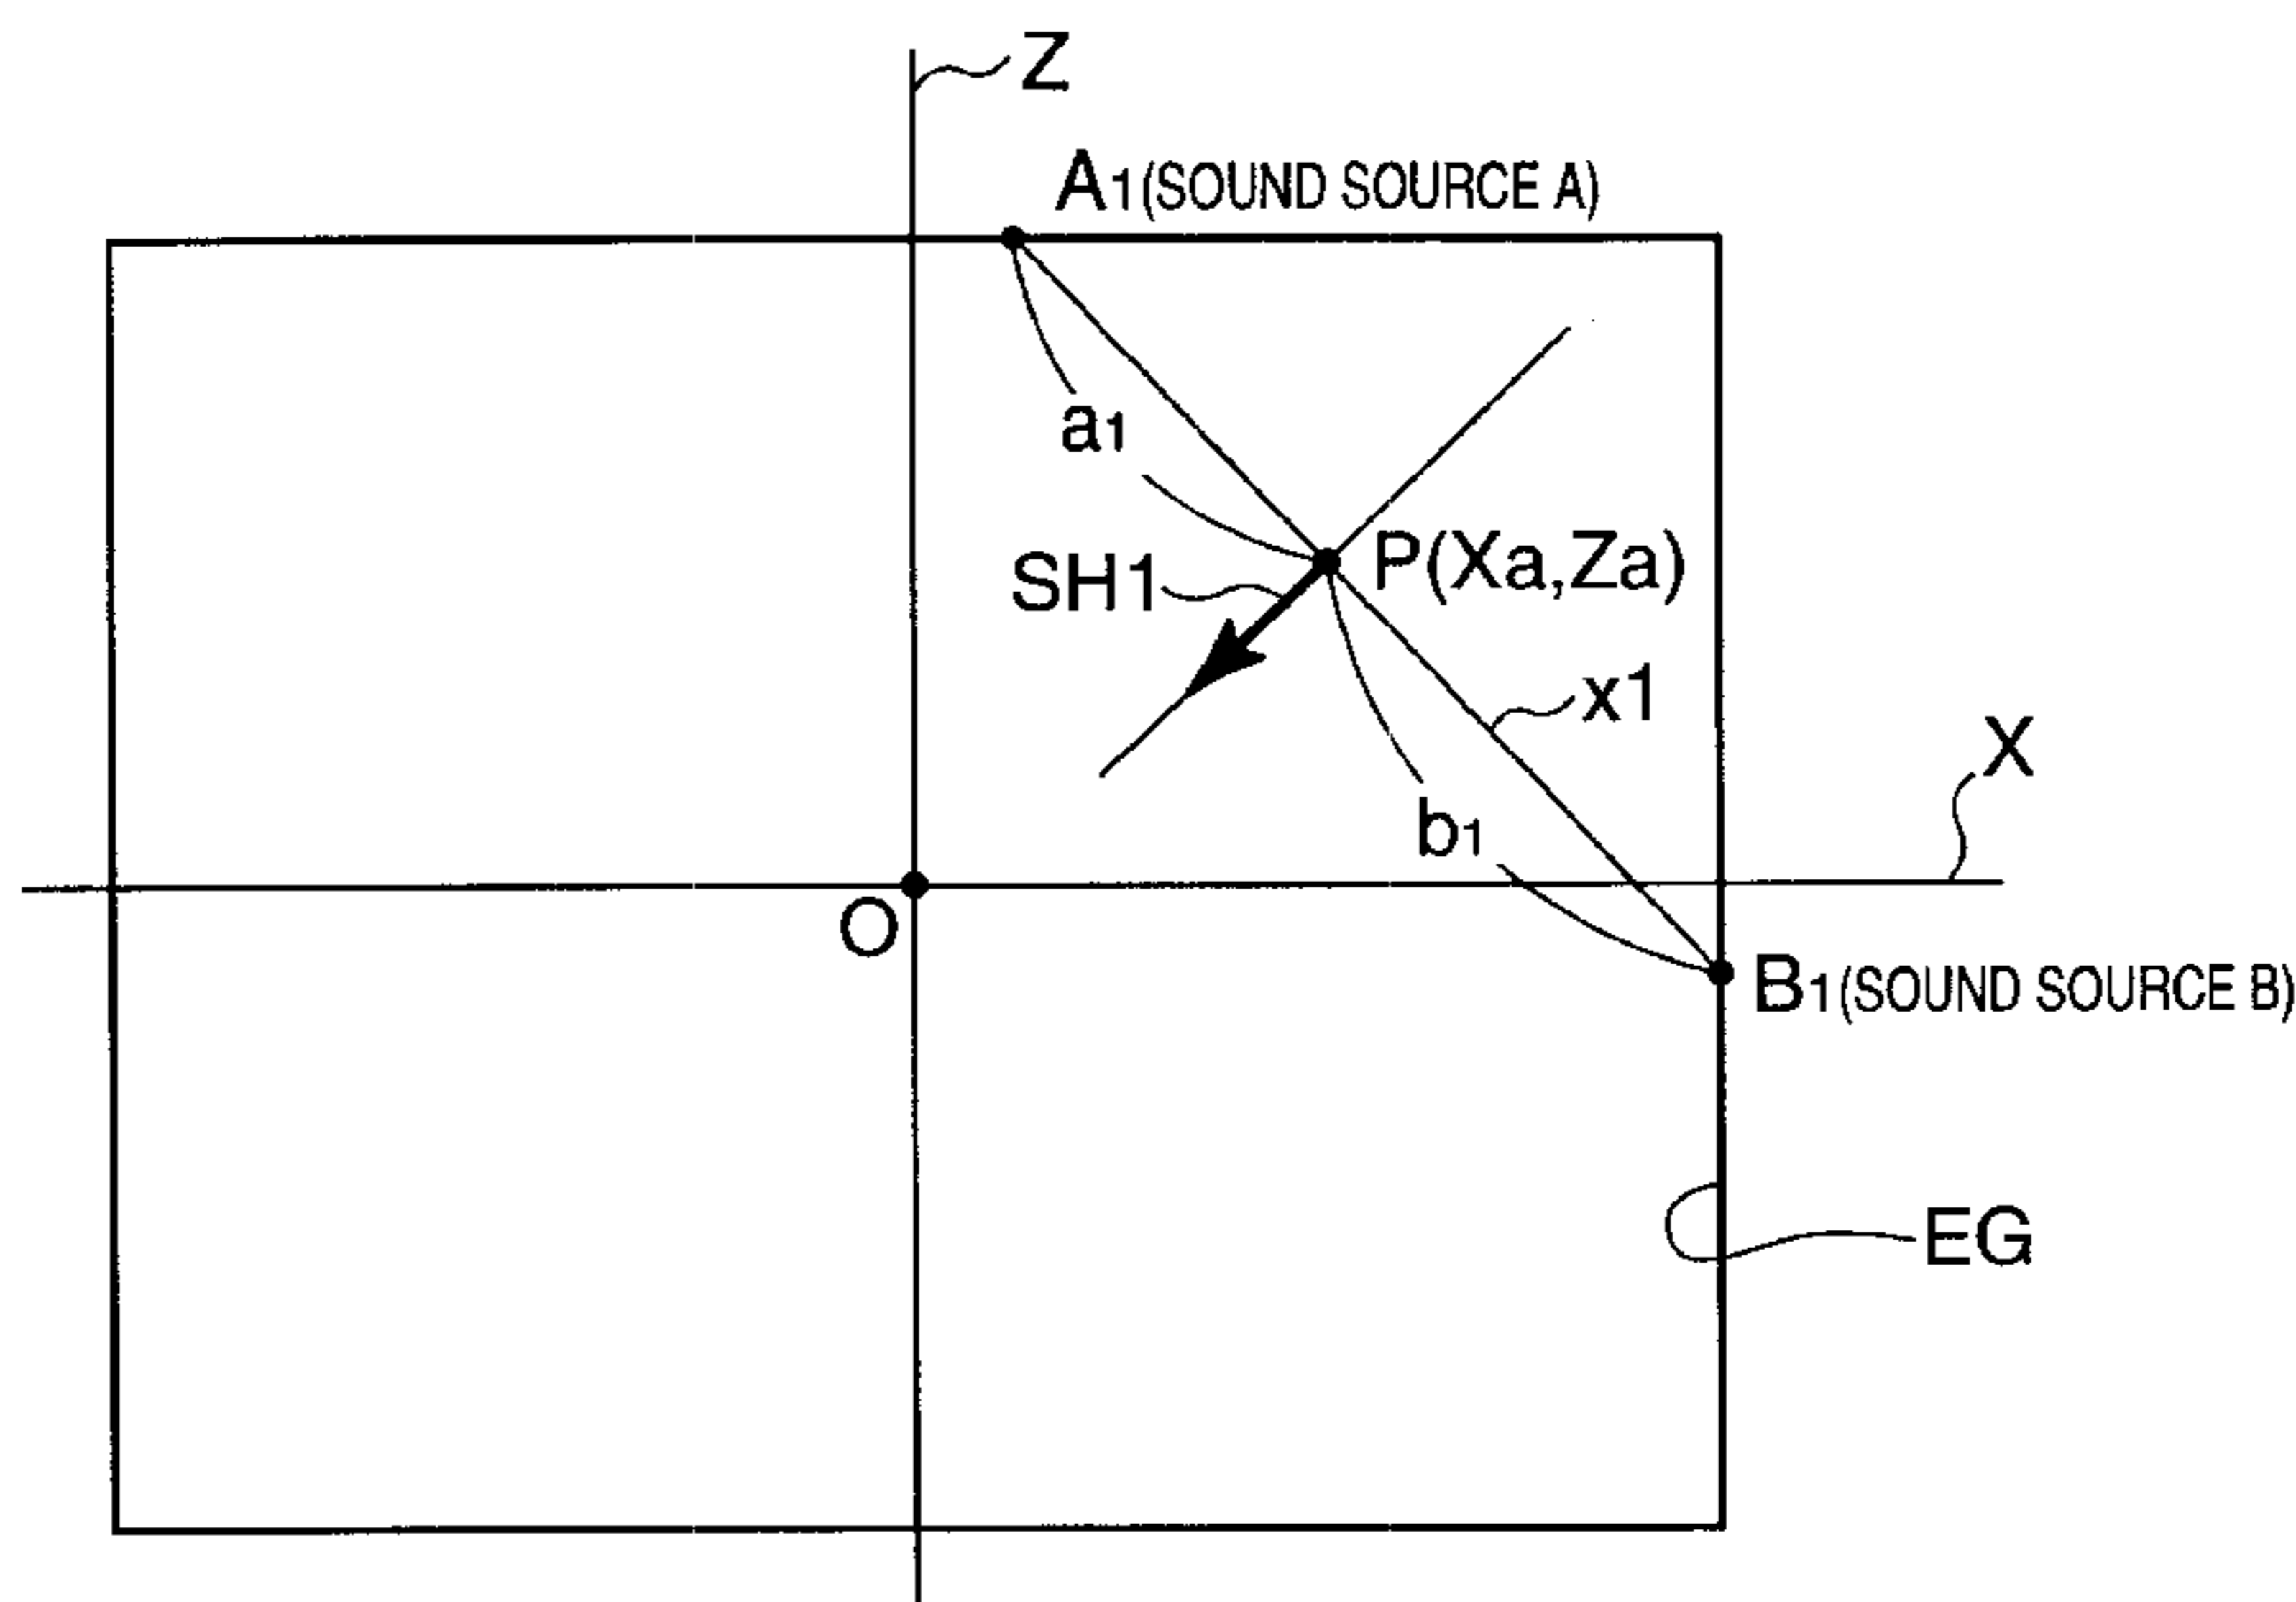 Z
A1(SOUND SOURCE A)
a1
P(Xa,Za)
SH1
x1
X
b1
O
B1(SOUND SOURCE B)
EG